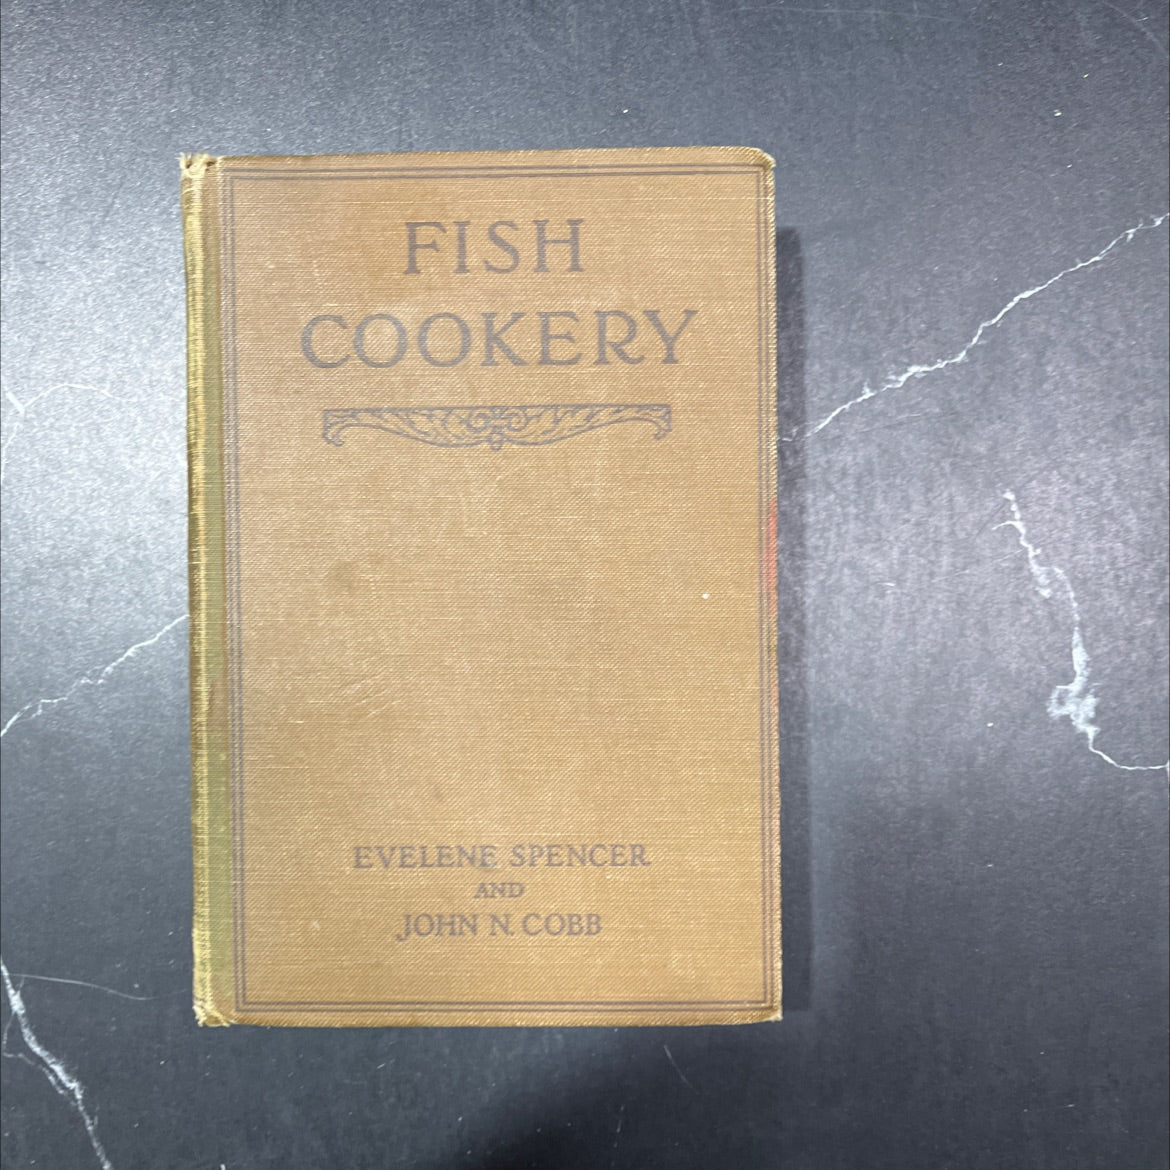 FISH
COOKERY
EVELENE SPENCER
AND
JOHN N. COBB